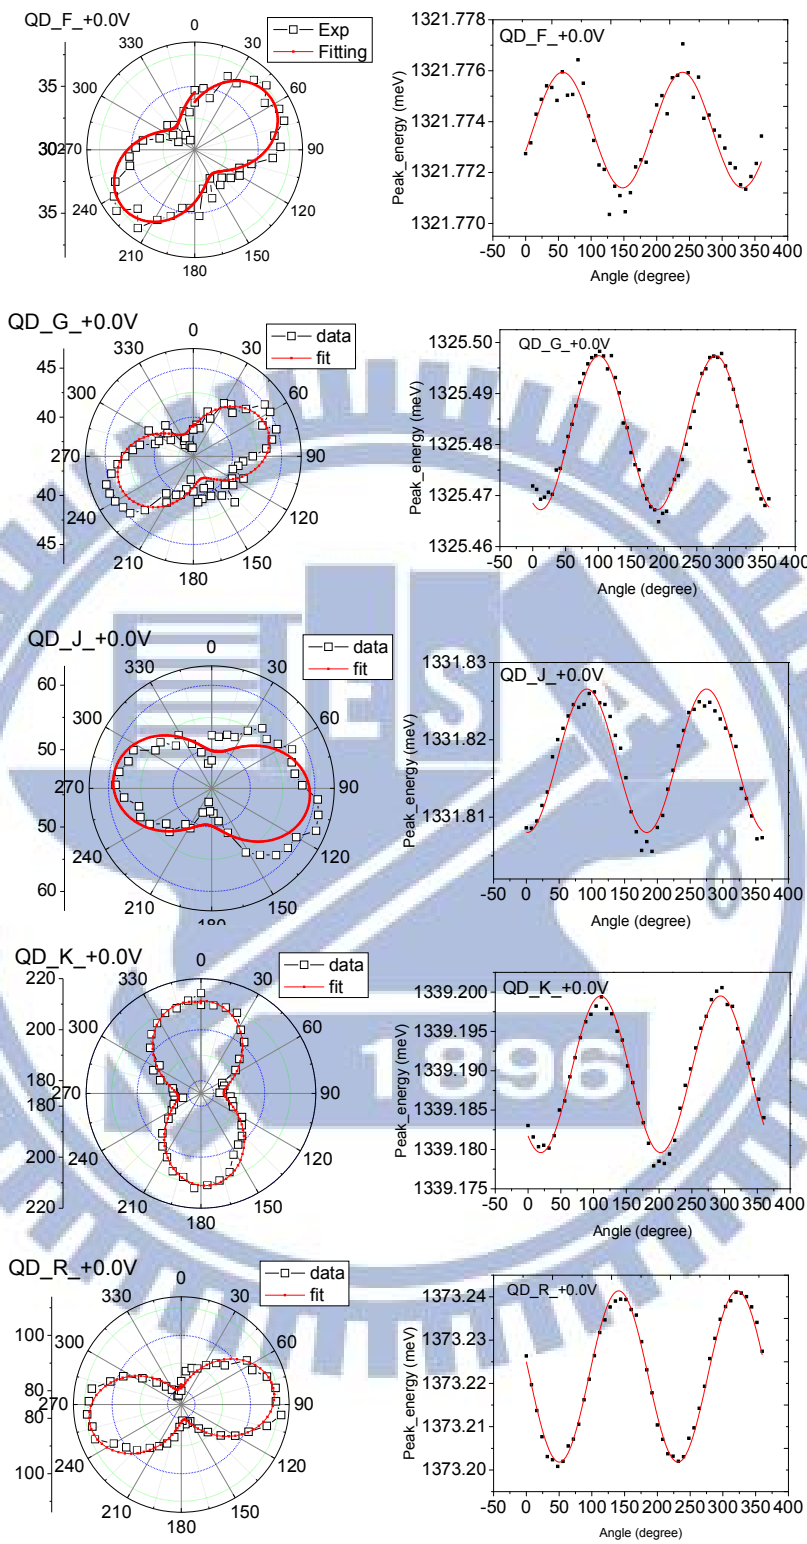 QD_F_+0.0V
0
330
30
300
60
270
90
240
120
210
150
180
35
30
35
Exp
Fitting
QD_F_+0.0V
1321.778
1321.776
1321.774
1321.772
1321.770
Peak_energy (meV)
-50 0 50 100 150 200 250 300 350 400
Angle (degree)
QD_G_+0.0V
0
330
30
300
60
270
90
240
120
210
150
180
45
40
40
45
data
fit
QD_G_+0.0V
1325.50
1325.49
1325.48
1325.47
1325.46
Peak_energy (meV)
-50 0 50 100 150 200 250 300 350 400
Angle (degree)
QD_J_+0.0V
0
330
30
300
60
270
90
240
120
210
150
180
60
50
50
60
data
fit
QD_J_+0.0V
1331.83
1331.82
1331.81
Peak_energy (meV)
-50 0 50 100 150 200 250 300 350 400
Angle (degree)
QD_K_+0.0V
0
330
30
300
60
270
90
240
120
210
150
180
220
200
180
180
200
220
data
fit
QD_K_+0.0V
1339.200
1339.195
1339.190
1339.185
1339.180
1339.175
Peak_energy (meV)
-50 0 50 100 150 200 250 300 350 400
Angle (degree)
QD_R_+0.0V
0
330
30
300
60
270
90
240
120
210
150
180
100
80
80
100
data
fit
QD_R_+0.0V
1373.24
1373.23
1373.22
1373.21
1373.20
Peak_energy (meV)
-50 0 50 100 150 200 250 300 350 400
Angle (degree)
E S A
1896